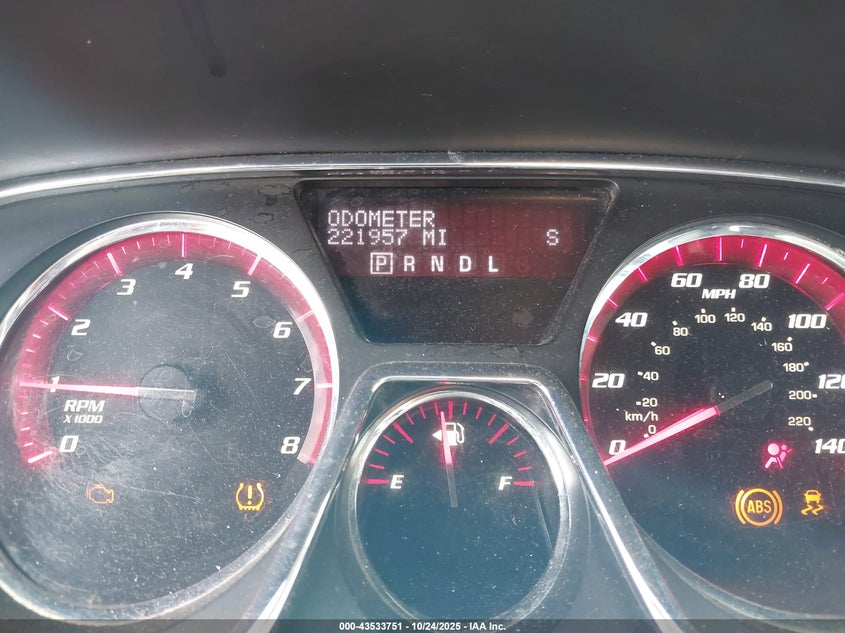 ODOMETER
221957 MI S
P R N D L
0 1 2 3 4 5 6 7 8
RPM
X1000
E F
0 20 40 60 80 100 120 140
MPH
0 20 40 60 80 100 120 140 160 180 200 220
km/h
ABS
000-43533751 - 10/24/2025 - IAA Inc.